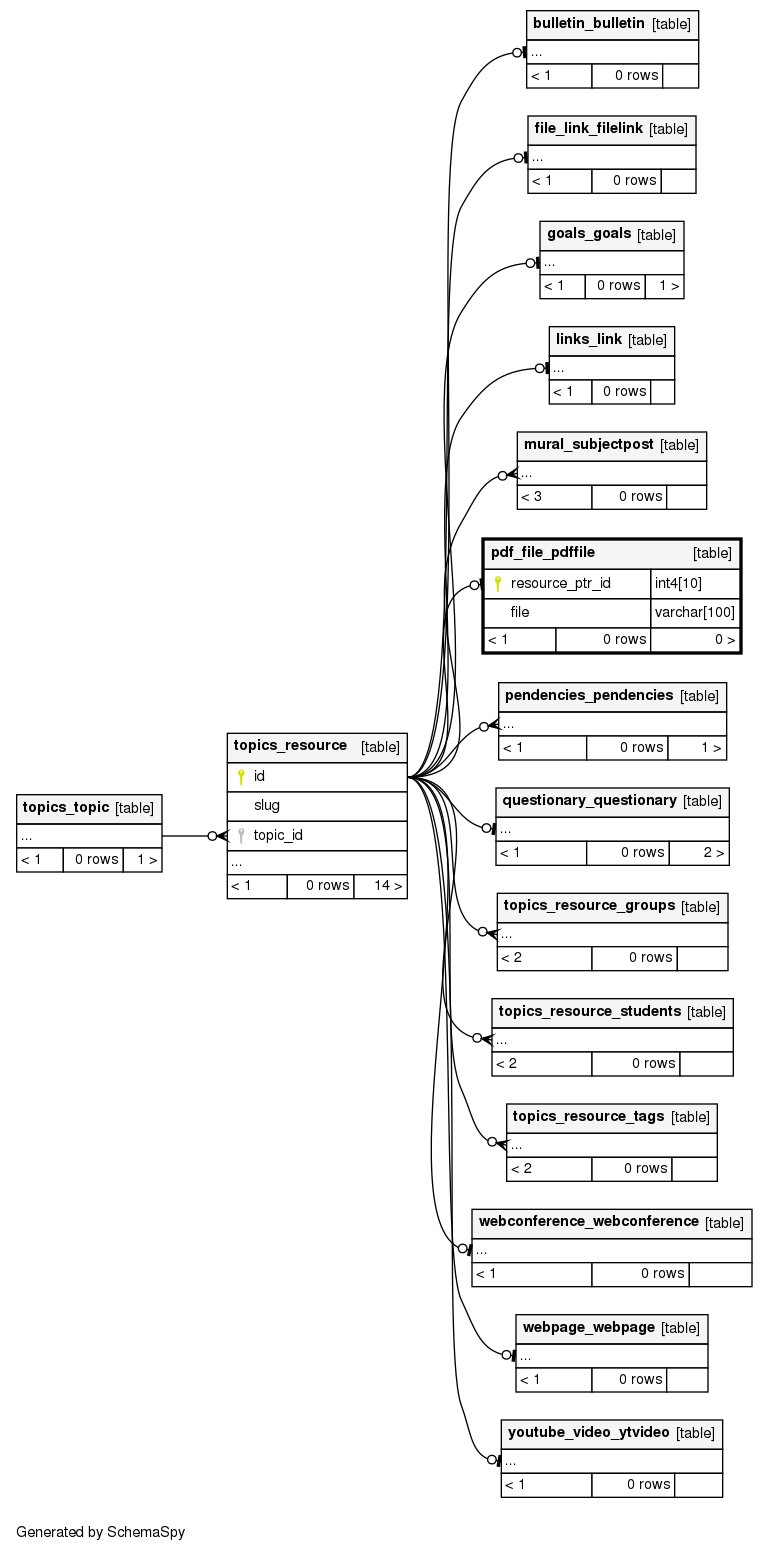 bulletin_bulletin [table]
...
< 1 0 rows
file_link_filelink [table]
...
< 1 0 rows
goals_goals [table]
...
< 1 0 rows 1 >
links_link [table]
...
< 1 0 rows
mural_subjectpost [table]
...
< 3 0 rows
pdf_file_pdffile [table]
resource_ptr_id int4[10]
file varchar[100]
< 1 0 rows 0 >
pendencies_pendencies [table]
...
< 1 0 rows 1 >
topics_resource [table]
id
slug
topic_id
...
< 1 0 rows 14 >
topics_topic [table]
...
< 1 0 rows 1 >
questionary_questionary [table]
...
< 1 0 rows 2 >
topics_resource_groups [table]
...
< 2 0 rows
topics_resource_students [table]
...
< 2 0 rows
topics_resource_tags [table]
...
< 2 0 rows
webconference_webconference [table]
...
< 1 0 rows
webpage_webpage [table]
...
< 1 0 rows
youtube_video_ytvideo [table]
...
< 1 0 rows
Generated by SchemaSpy